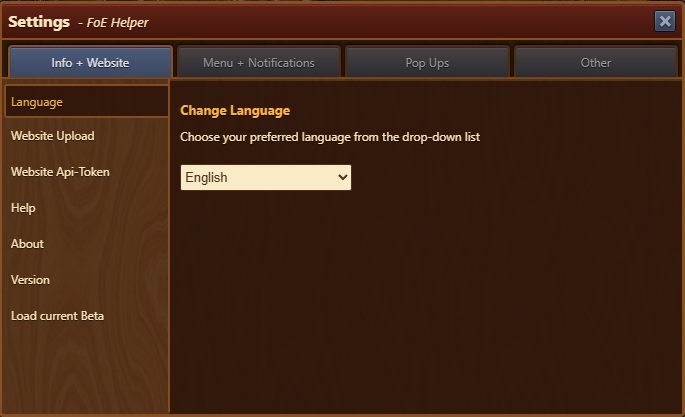 Settings - FoE Helper
Info + Website
Menu + Notifications
Pop Ups
Other
Language
Website Upload
Website Api-Token
Help
About
Version
Load current Beta
Change Language
Choose your preferred language from the drop-down list
English